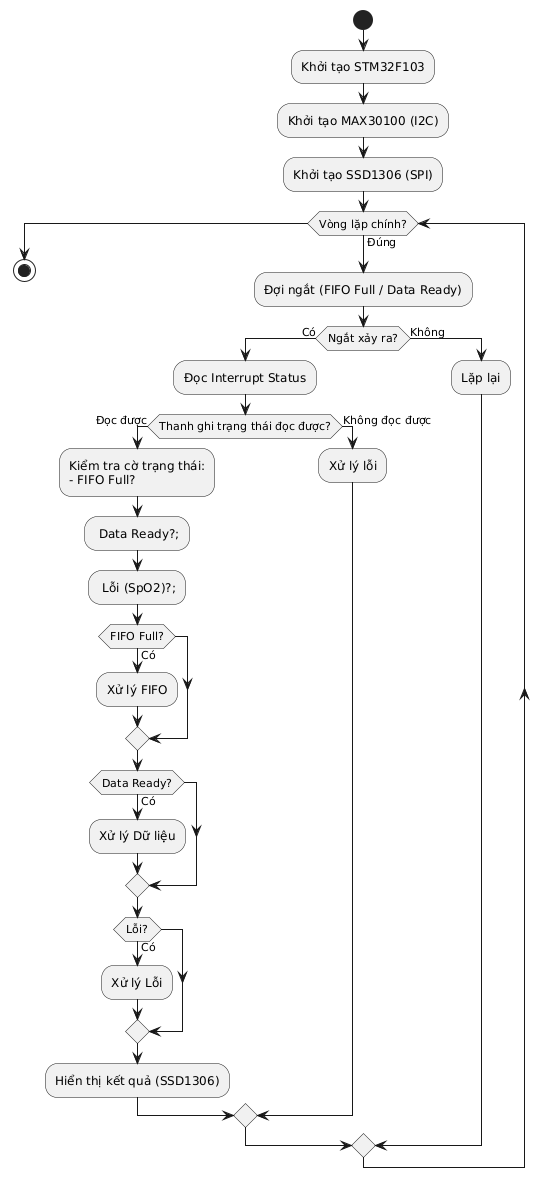 Khởi tạo STM32F103
Khởi tạo MAX30100 (I2C)
Khởi tạo SSD1306 (SPI)
Vòng lặp chính?
Đúng
Đợi ngắt (FIFO Full / Data Ready)
Có
Ngắt xảy ra?
Không
Đọc Interrupt Status
Lặp lại
Đọc được
Thanh ghi trạng thái đọc được?
Không đọc được
Kiểm tra cờ trạng thái:
- FIFO Full?
Xử lý lỗi
Data Ready?;
Lỗi (SpO2)?;
FIFO Full?
Có
Xử lý FIFO
Data Ready?
Có
Xử lý Dữ liệu
Lỗi?
Có
Xử lý Lỗi
Hiển thị kết quả (SSD1306)